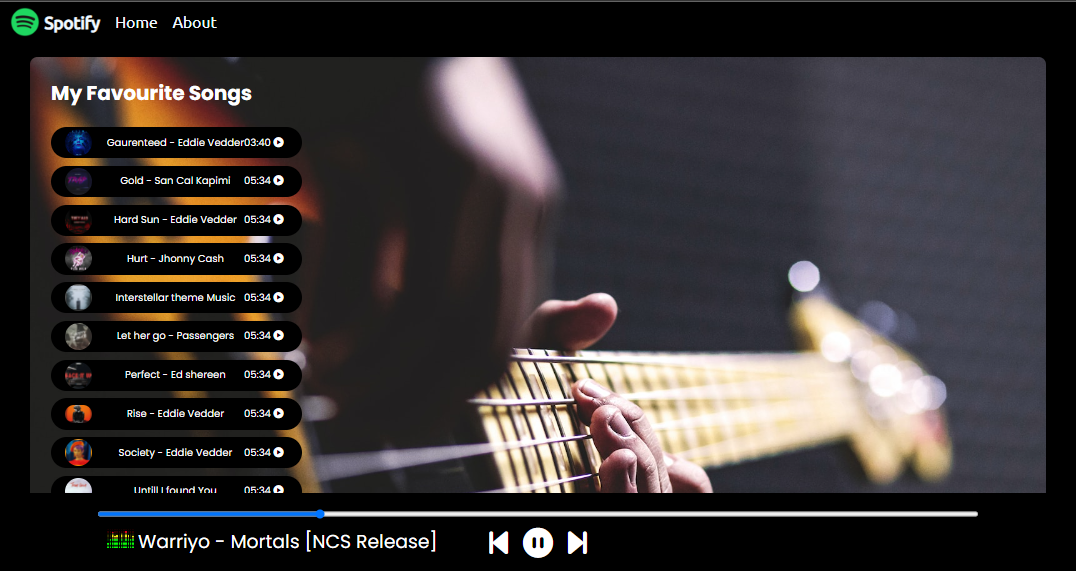 Spotify Home About
My Favourite Songs
Gaurenteed - Eddie Vedder03:40
Gold - San Cal Kapimi 05:34
Hard Sun - Eddie Vedder 05:34
Hurt - Jhonny Cash 05:34
Interstellar theme Music 05:34
Let her go - Passengers 05:34
Perfect - Ed shereen 05:34
Rise - Eddie Vedder 05:34
Society - Eddie Vedder 05:34
Untill I found You 05:34
Warriyo - Mortals [NCS Release]